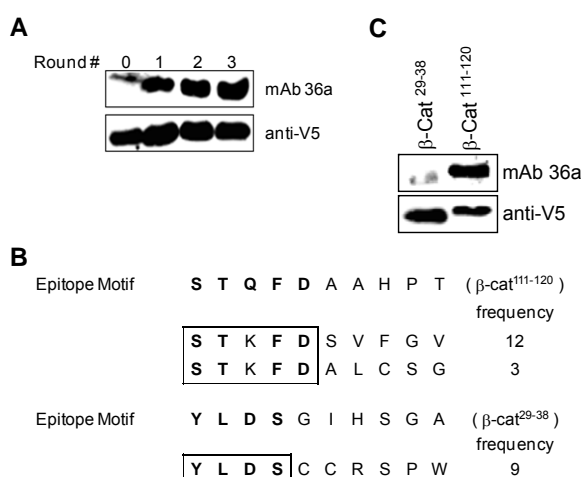 A
Round # 0 1 2 3
mAb 36a
anti-V5
C
β-Cat 29-38
β-Cat 111-120
mAb 36a
anti-V5
B
Epitope Motif S T Q F D A A H P T (β-cat111-120)
frequency
S T K F D S V F G V 12
S T K F D A L C S G 3
Epitope Motif Y L D S G I H S G A (β-cat29-38)
frequency
Y L D S C C R S P W 9